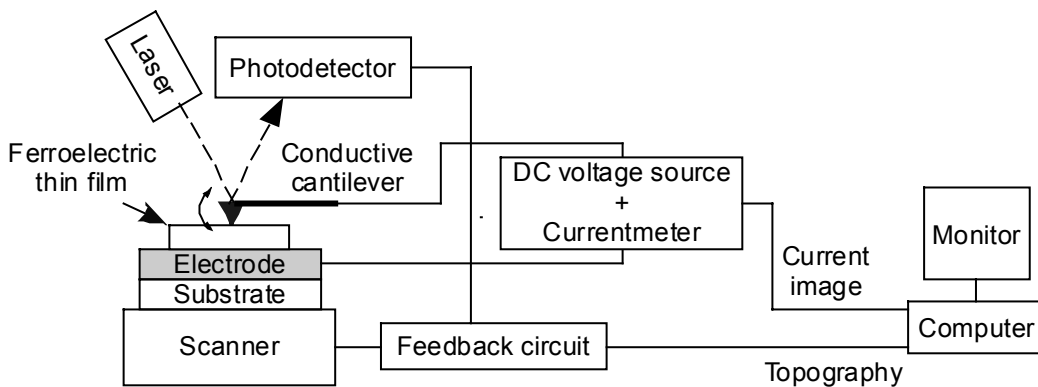 Laser
Photodetector
Ferroelectric
thin film
Conductive
cantilever
DC voltage source
+
Currentmeter
Monitor
Electrode
Current
image
Substrate
Scanner
Feedback circuit
Computer
Topography